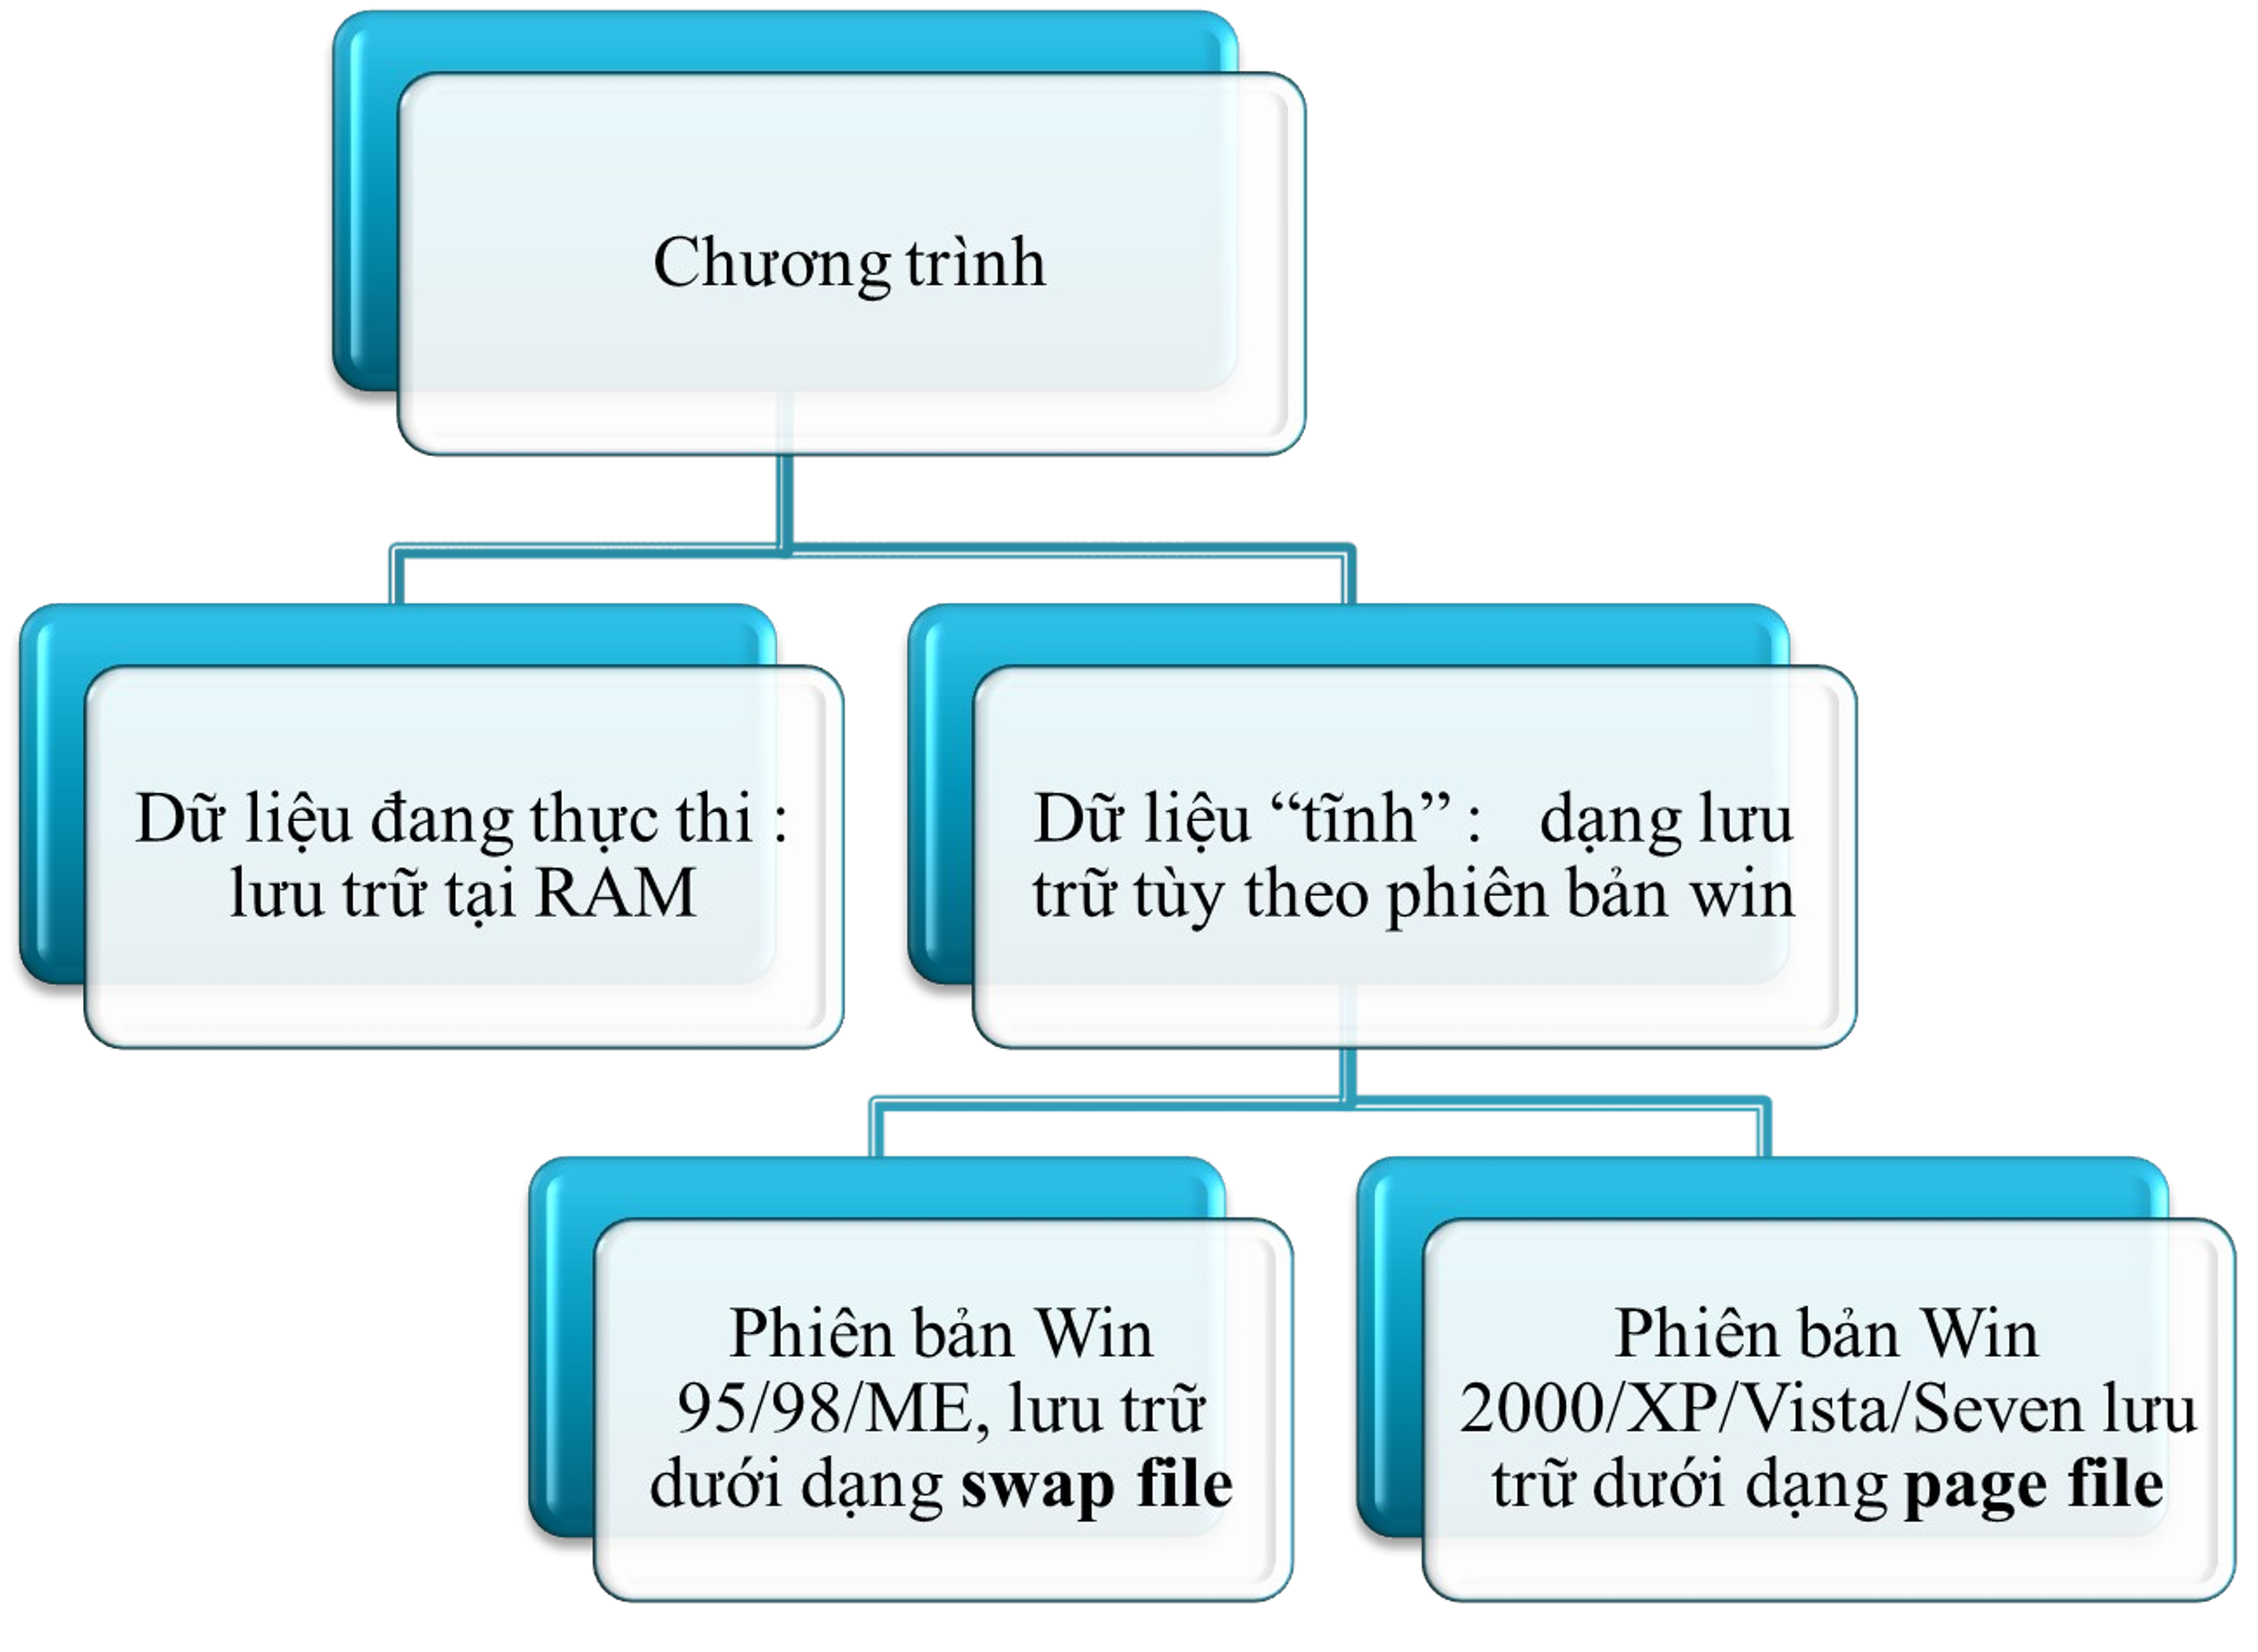 Chương trình
Dữ liệu đang thực thi :
lưu trữ tại RAM
Dữ liệu “tĩnh” : dạng lưu
trữ tùy theo phiên bản win
Phiên bản Win
95/98/ME, lưu trữ
dưới dạng swap file
Phiên bản Win
2000/XP/Vista/Seven lưu
trữ dưới dạng page file